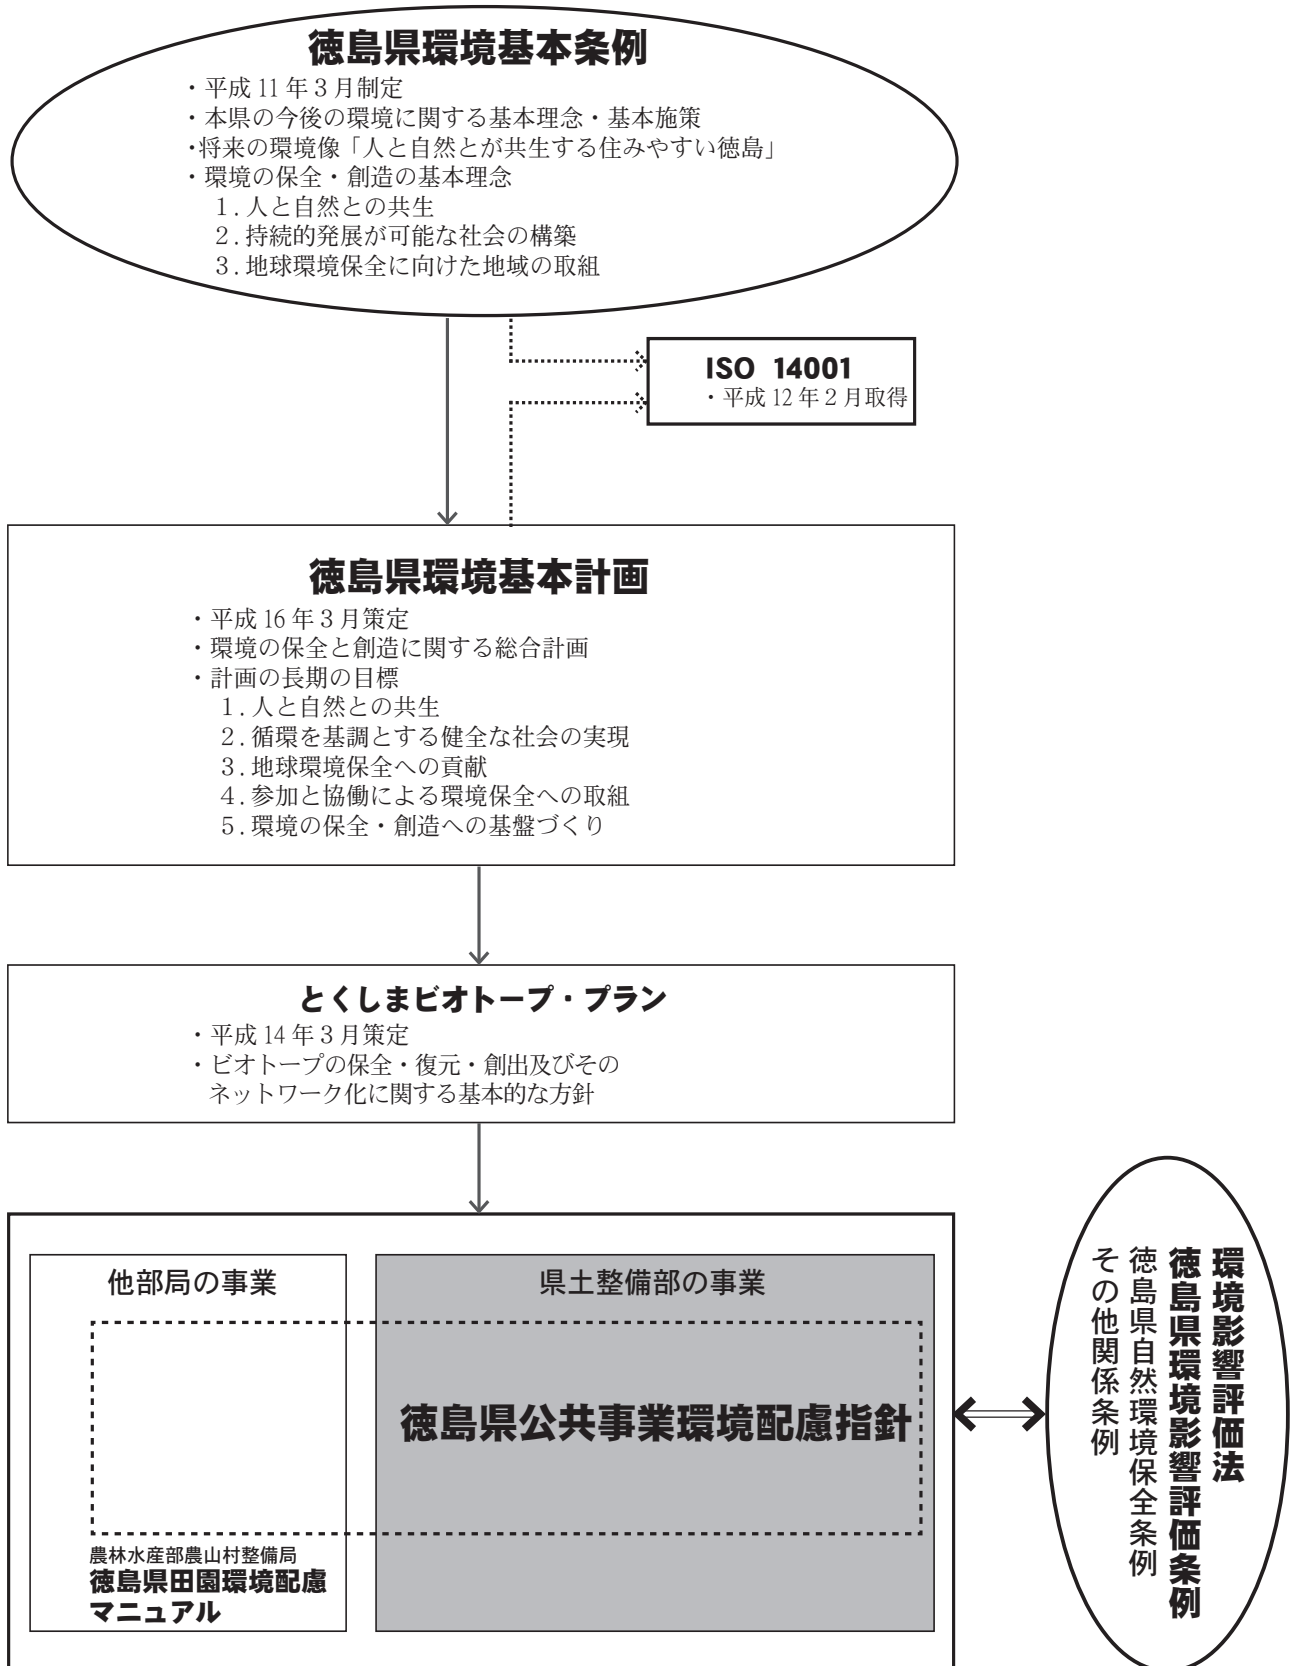 徳島県環境基本条例
・平成 11 年３月制定
・本県の今後の環境に関する基本理念・基本施策
・将来の環境像「人と自然とが共生する住みやすい徳島」
・環境の保全・創造の基本理念
１. 人と自然との共生
２. 持続的発展が可能な社会の構築
３. 地球環境保全に向けた地域の取組
ISO 14001
・平成 12 年２月取得
徳島県環境基本計画
・平成 16 年３月策定
・環境の保全と創造に関する総合計画
・計画の長期の目標
１. 人と自然との共生
２. 循環を基調とする健全な社会の実現
３. 地球環境保全への貢献
４. 参加と協働による環境保全への取組
５. 環境の保全・創造への基盤づくり
とくしまビオトープ・プラン
・平成 14 年３月策定
・ビオトープの保全・復元・創出及びその
ネットワーク化に関する基本的な方針
他部局の事業
県土整備部の事業
徳島県公共事業環境配慮指針
農林水産部農山村整備局
徳島県田園環境配慮
マニュアル
環境影響評価法
徳島県環境影響評価条例
徳島県自然環境保全条例
その他関係条例